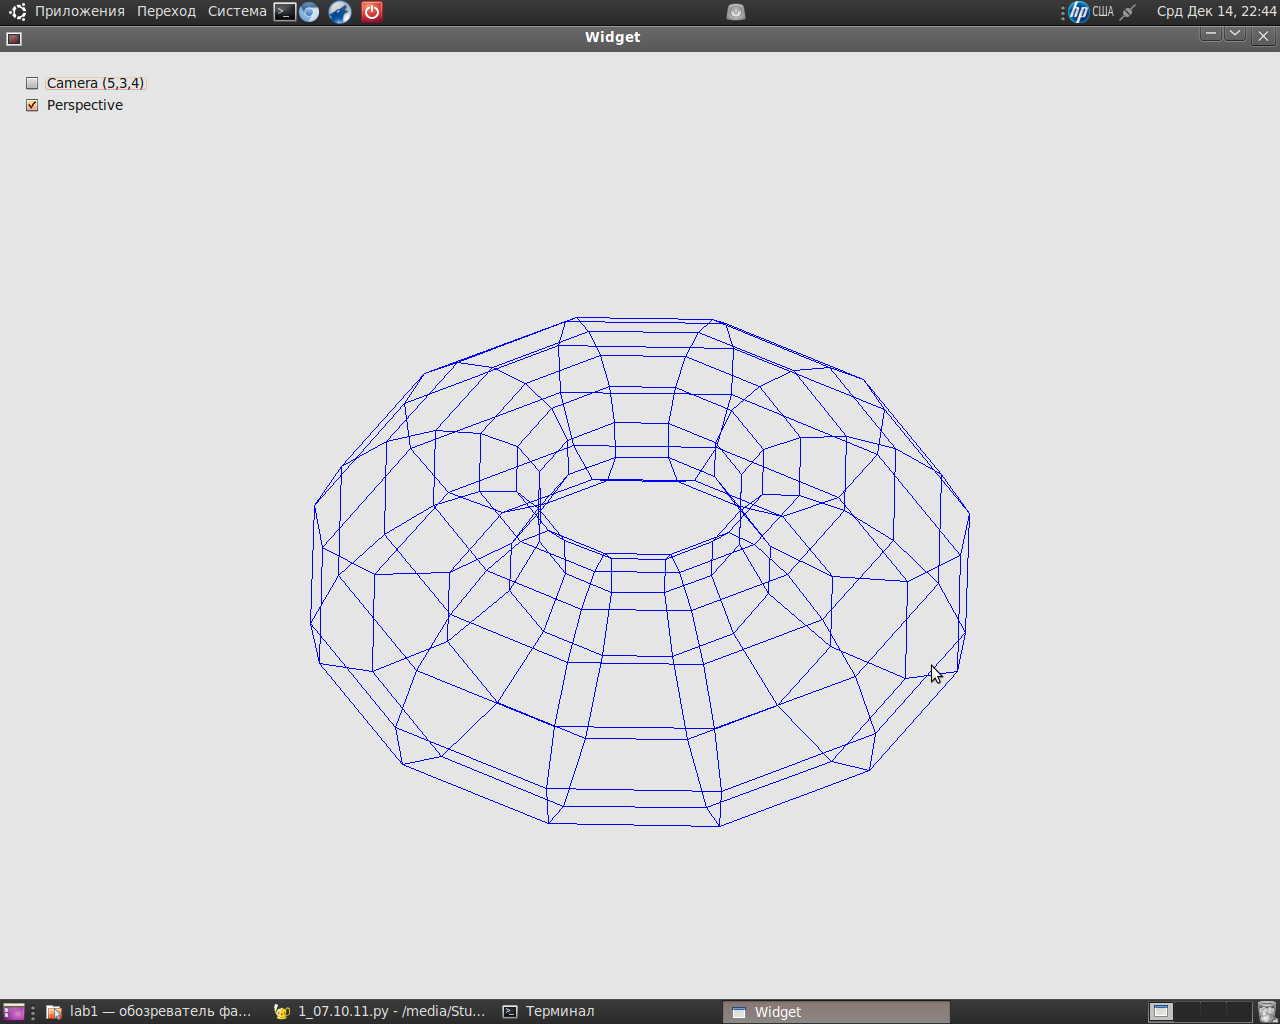 Приложения Переход Система hp США Срд Дек 14, 22:44
Widget
Camera (5,3,4)
Perspective
lab1 — обозреватель фа... 1_07.10.11.py - /media/Stu... Терминал Widget